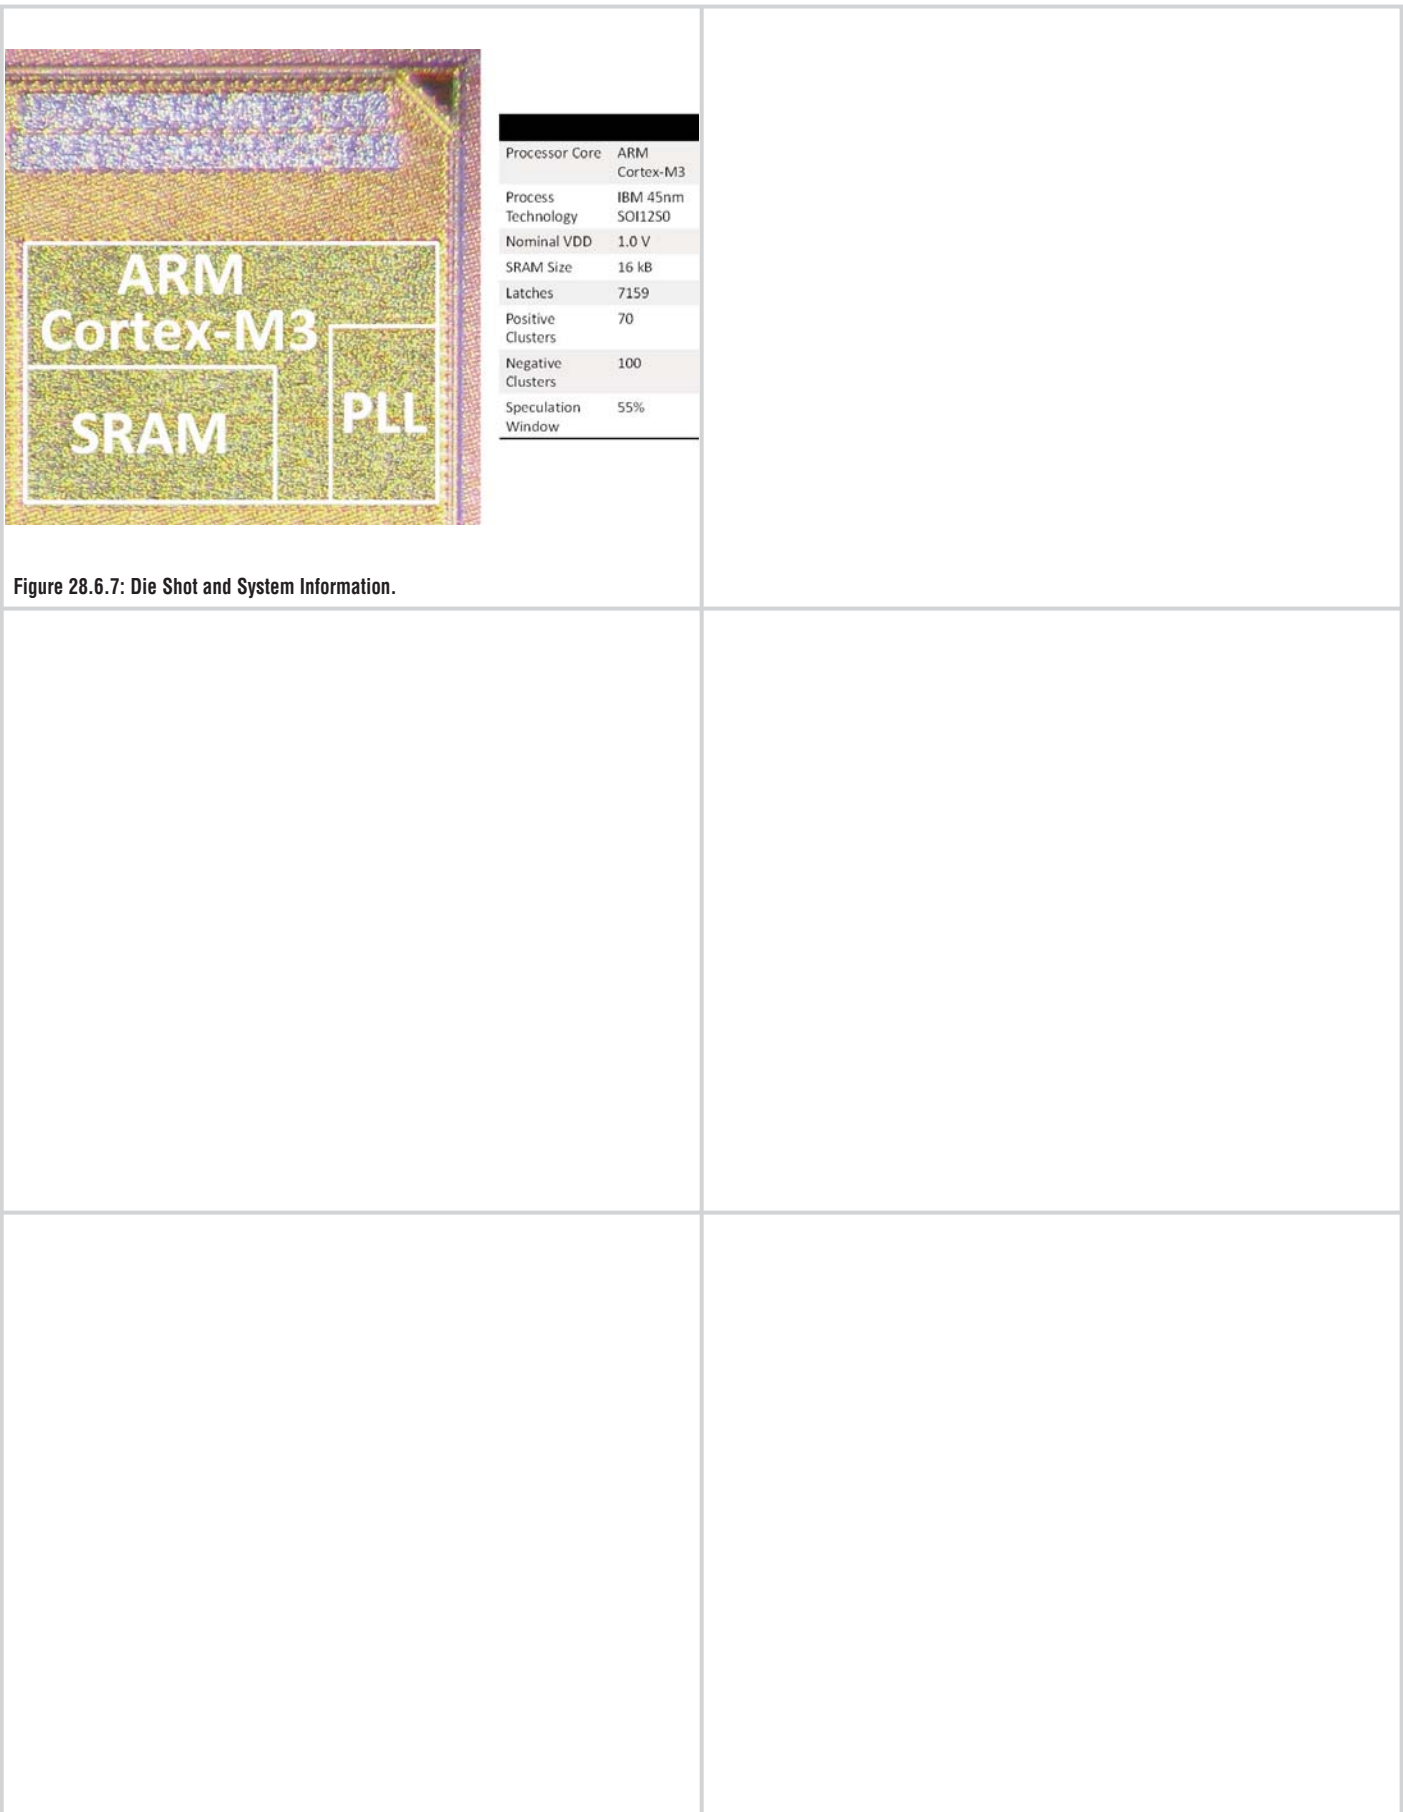 ARM
Cortex-M3
SRAM
PLL
Processor Core ARM
Cortex-M3
Process IBM 45nm
Technology SOI12S0
Nominal VDD 1.0 V
SRAM Size 16 kB
Latches 7159
Positive 70
Clusters
Negative 100
Clusters
Speculation 55%
Window
Figure 28.6.7: Die Shot and System Information.